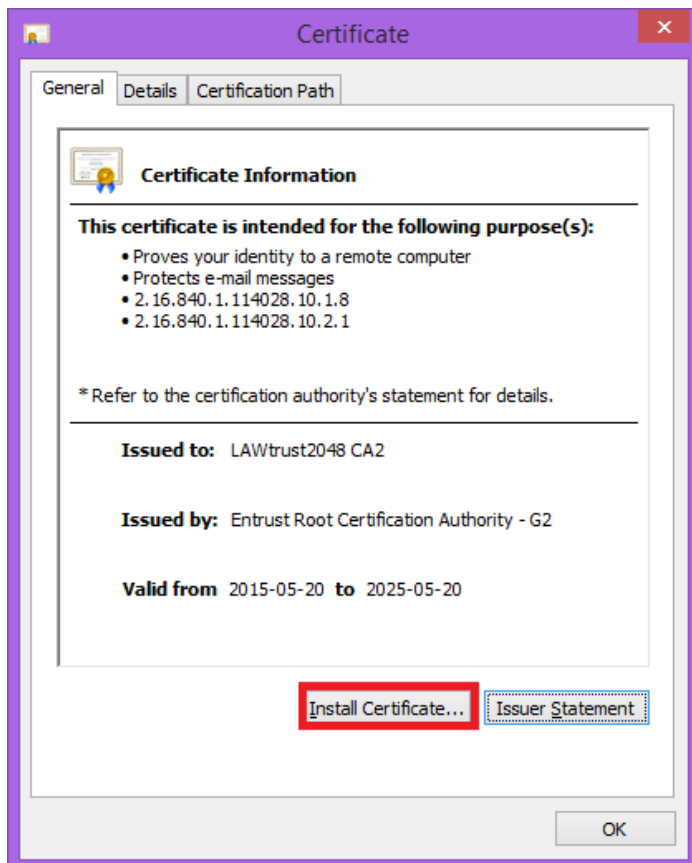 Certificate
x
General Details Certification Path
Certificate Information
This certificate is intended for the following purpose(s):
• Proves your identity to a remote computer
• Protects e-mail messages
• 2.16.840.1.114028.10.1.8
• 2.16.840.1.114028.10.2.1
* Refer to the certification authority's statement for details.
Issued to: LAWtrust2048 CA2
Issued by: Entrust Root Certification Authority - G2
Valid from 2015-05-20 to 2025-05-20
Install Certificate... Issuer Statement
OK